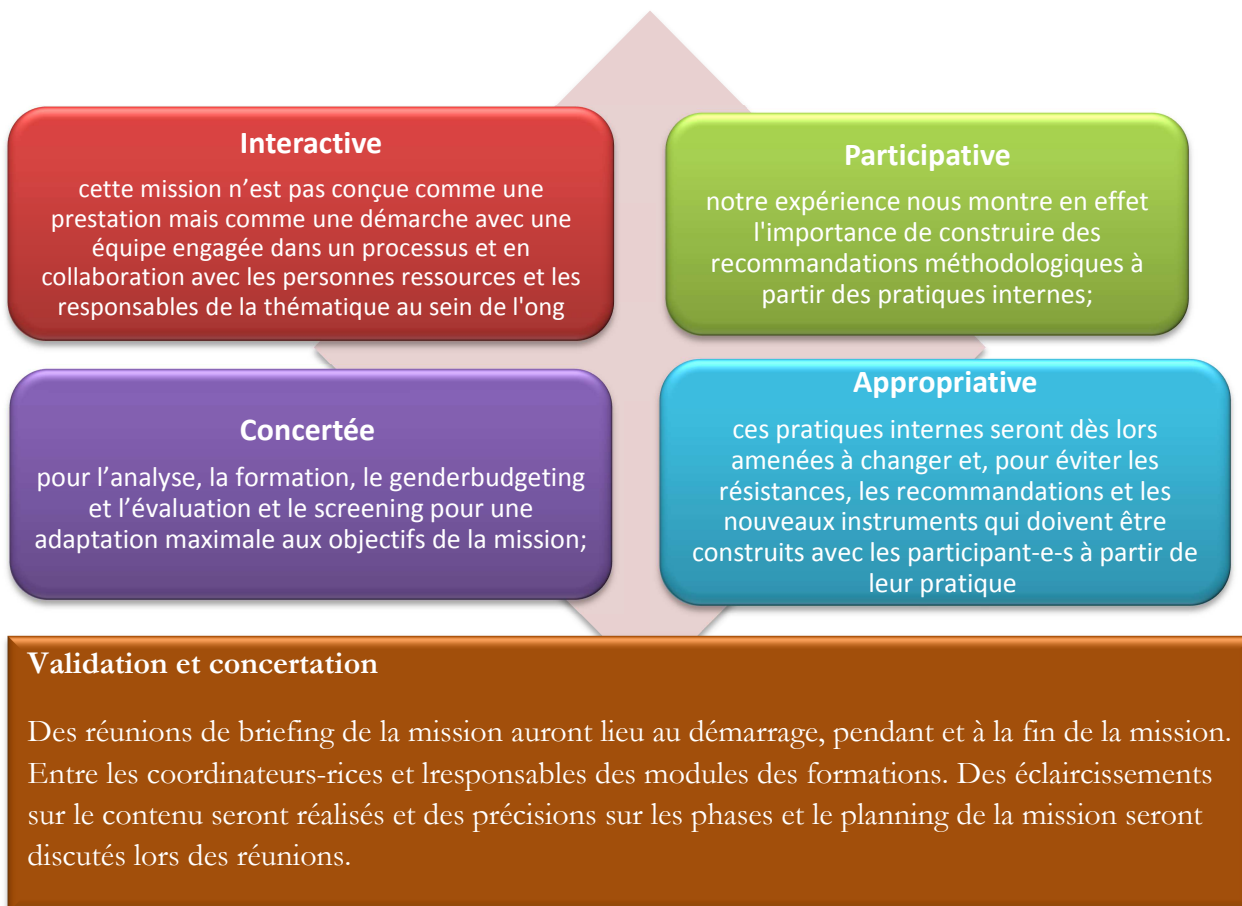 Interactive
cette mission n’est pas conçue comme une
prestation mais comme une démarche avec une
équipe engagée dans un processus et en
collaboration avec les personnes ressources et les
responsables de la thématique au sein de l'ong
Participative
notre expérience nous montre en effet
l'importance de construire des
recommandations méthodologiques à
partir des pratiques internes;
Concertée
pour l’analyse, la formation, le genderbudgeting
et l’évaluation et le screening pour une
adaptation maximale aux objectifs de la mission;
Appropriative
ces pratiques internes seront dès lors
amenées à changer et, pour éviter les
résistances, les recommandations et les
nouveaux instruments qui doivent être
construits avec les participant-e-s à partir de
leur pratique
Validation et concertation
Des réunions de briefing de la mission auront lieu au démarrage, pendant et à la fin de la mission.
Entre les coordinateurs-rices et lresponsables des modules des formations. Des éclaircissements
sur le contenu seront réalisés et des précisions sur les phases et le planning de la mission seront
discutés lors des réunions.